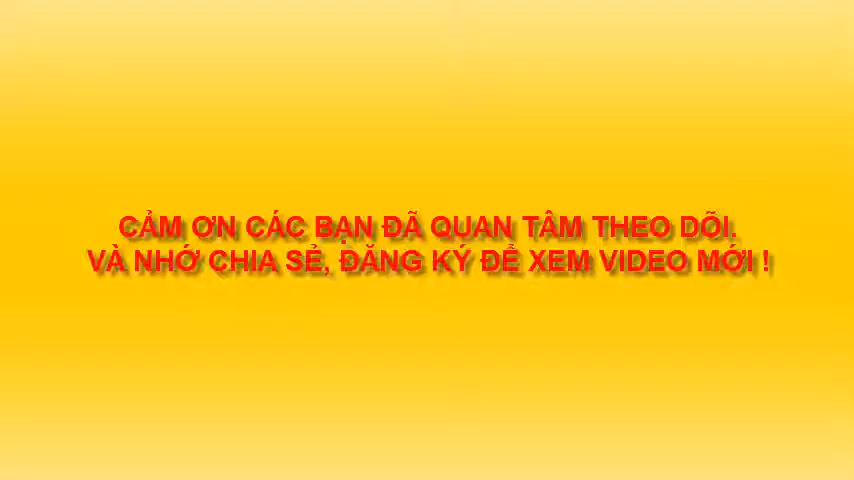 CẢM ƠN CÁC BẠN ĐÃ QUAN TÂM THEO DÕI.
VÀ NHỚ CHIA SẺ, ĐĂNG KÝ ĐỂ XEM VIDEO MỚI !